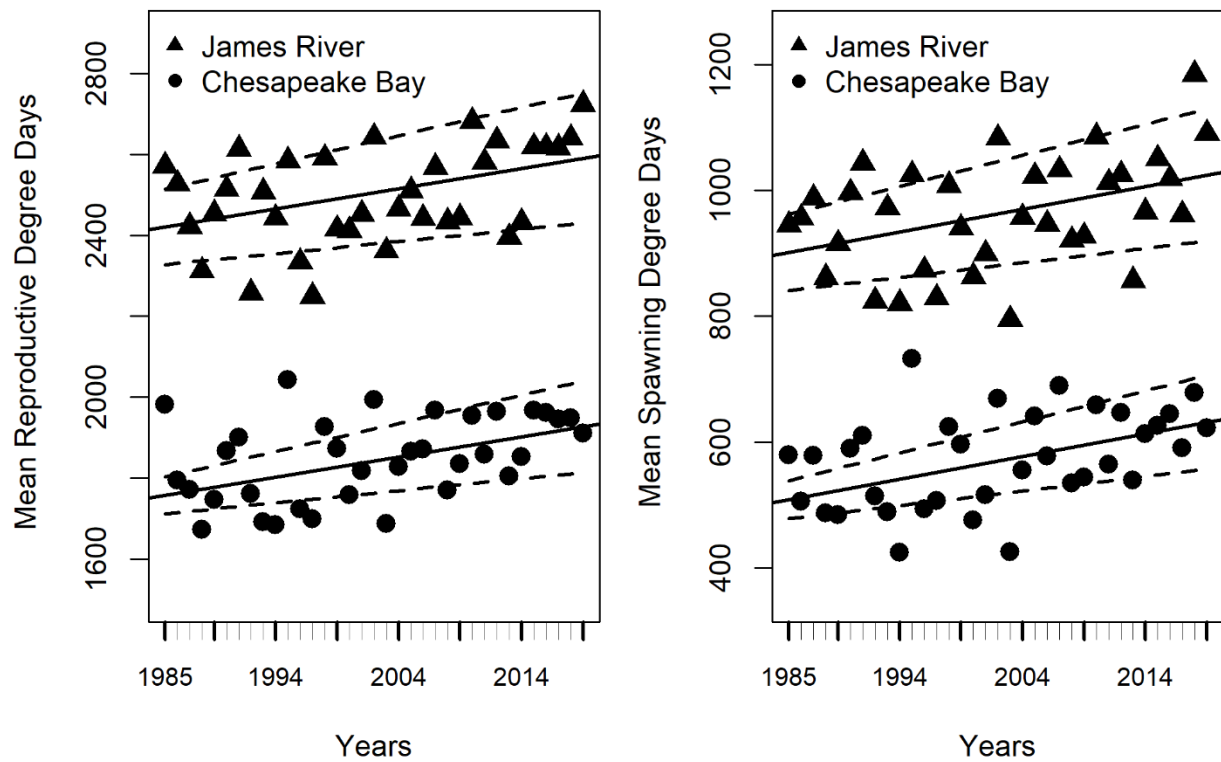 Mean Reproductive Degree Days
2800
2400
2000
1600
James River
Chesapeake Bay
1985
1994
2004
2014
Years
Mean Spawning Degree Days
1200
1000
800
600
400
James River
Chesapeake Bay
1985
1994
2004
2014
Years